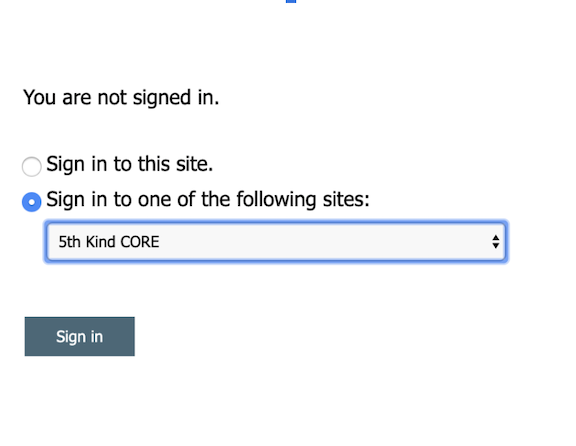 You are not signed in.
Sign in to this site.
Sign in to one of the following sites:
5th Kind CORE
Sign in